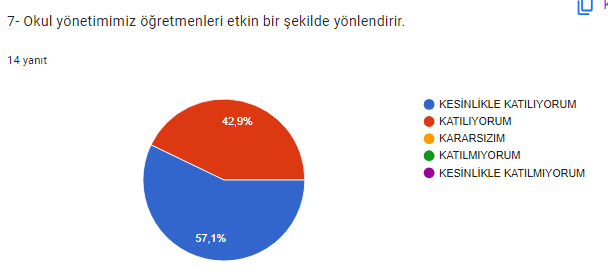 7- Okul yönetimimiz öğretmenleri etkin bir şekilde yönlendirir.
14 yanıt
42,9%
57,1%
KESİNLİKLE KATILIYORUM
KATILIYORUM
KARARSIZIM
KATILMIYORUM
KESİNLİKLE KATILMIYORUM